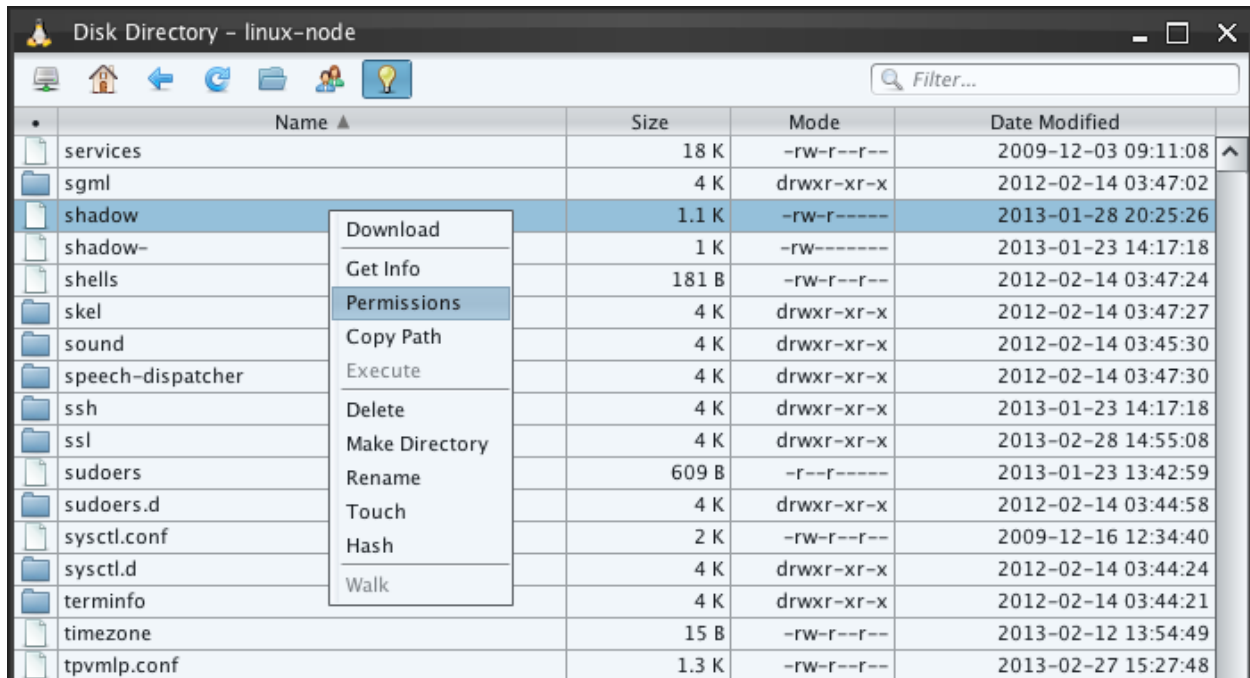 Disk Directory - linux-node
Filter...
• Name ▲ Size Mode Date Modified
services 18 K -rw-r--r-- 2009-12-03 09:11:08
sgml 4 K drwxr-xr-x 2012-02-14 03:47:02
shadow 1.1 K -rw-r----- 2013-01-28 20:25:26
shadow- 1 K -rw------- 2013-01-23 14:17:18
shells 181 B -rw-r--r-- 2012-02-14 03:47:24
skel 4 K drwxr-xr-x 2012-02-14 03:47:27
sound 4 K drwxr-xr-x 2012-02-14 03:45:30
speech-dispatcher 4 K drwxr-xr-x 2012-02-14 03:47:30
ssh 4 K drwxr-xr-x 2013-01-23 14:17:18
ssl 4 K drwxr-xr-x 2013-02-28 14:55:08
sudoers 609 B -r--r----- 2013-01-23 13:42:59
sudoers.d 4 K drwxr-xr-x 2012-02-14 03:44:58
sysctl.conf 2 K -rw-r--r-- 2009-12-16 12:34:40
sysctl.d 4 K drwxr-xr-x 2012-02-14 03:44:24
terminfo 4 K drwxr-xr-x 2012-02-14 03:44:21
timezone 15 B -rw-r--r-- 2013-02-12 13:54:49
tpvmlp.conf 1.3 K -rw-r--r-- 2013-02-27 15:27:48
Download
Get Info
Permissions
Copy Path
Execute
Delete
Make Directory
Rename
Touch
Hash
Walk